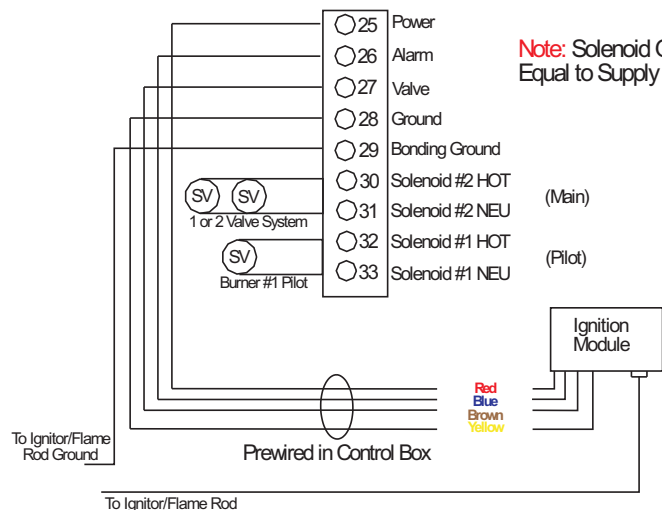 25 Power
26 Alarm
27 Valve
28 Ground
29 Bonding Ground
30 Solenoid #2 HOT
31 Solenoid #2 NEU
(Main)
32 Solenoid #1 HOT
33 Solenoid #1 NEU
(Pilot)
Note: Solenoid
Equal to Supply
SV SV
1 or 2 Valve System
SV
Burner #1 Pilot
Ignition
Module
Red
Blue
Brown
Yellow
Prewired in Control Box
To Ignitor/Flame
Rod Ground
To Ignitor/Flame Rod